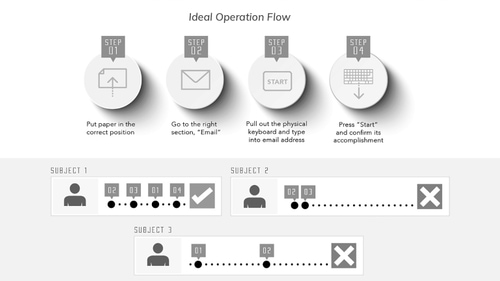 Ideal Operation Flow
STEP 01
STEP 02
STEP 03
STEP 04
START
Put paper in the
correct position
Go to the right
section, “Email”
Pull out the physical
keyboard and type
into email address
Press “Start”
and confirm its
accomplishment
SUBJECT 1
02 03 01 04
SUBJECT 2
02 03
SUBJECT 3
01 02